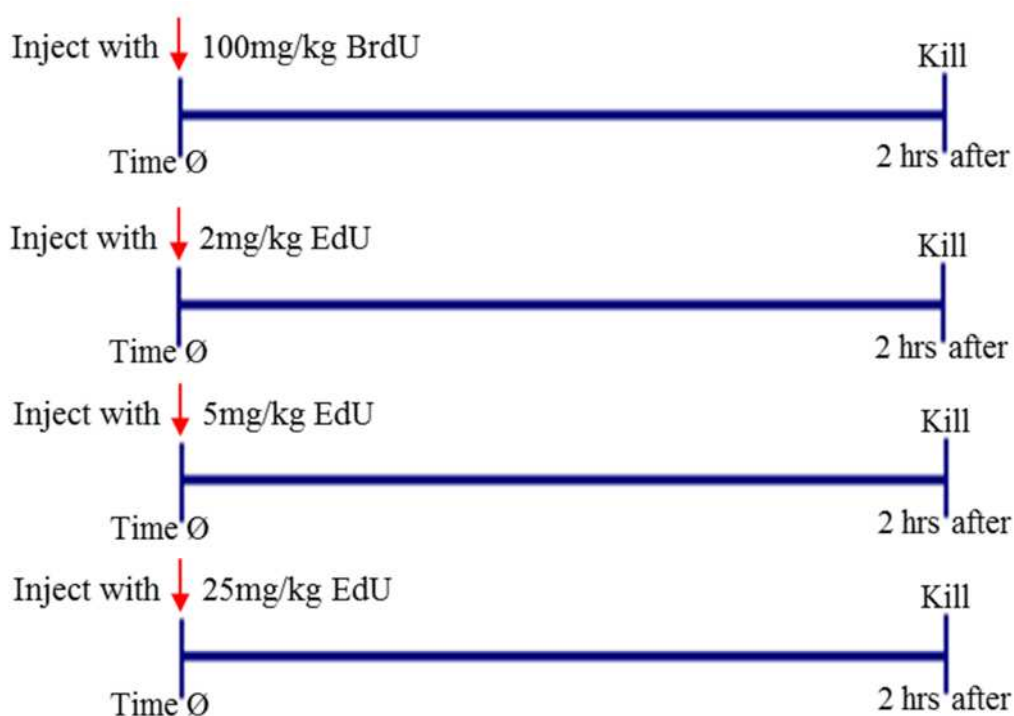 Inject with 100mg/kg BrdU
Kill
Time Ø
2 hrs after
Inject with 2mg/kg EdU
Kill
Time Ø
2 hrs after
Inject with 5mg/kg EdU
Kill
Time Ø
2 hrs after
Inject with 25mg/kg EdU
Kill
Time Ø
2 hrs after